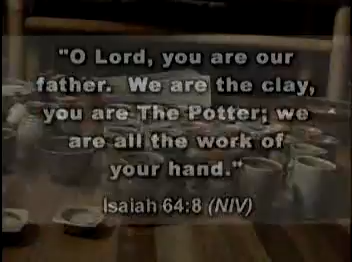 "O Lord, you are our
father. We are the clay,
you are The Potter; we
are all the work of
your hand."
Isaiah 64:8 (NIV)